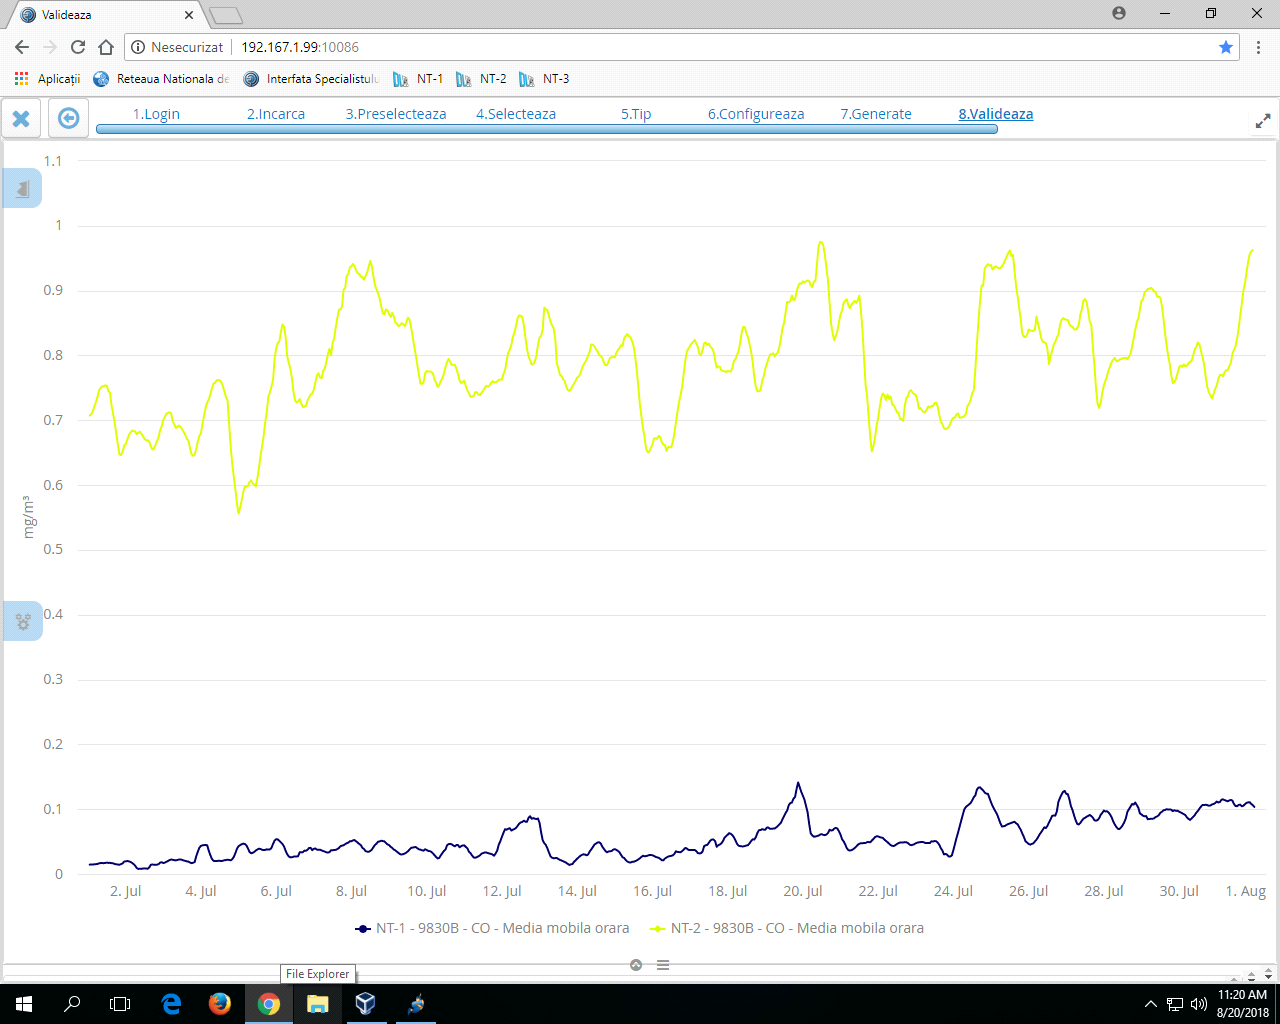 Valideaza
Nesecurizat 192.167.1.99:10086
Aplicații Reteaua Nationala de Interfata Specialistulu NT-1 NT-2 NT-3
1.Login 2.Incarca 3.Preselecteaza 4.Selecteaza 5.Tip 6.Configureaza 7.Generate 8.Valideaza
1.1
1
0.9
0.8
0.7
0.6
0.5
0.4
0.3
0.2
0.1
0
mg/m³
2. Jul 4. Jul 6. Jul 8. Jul 10. Jul 12. Jul 14. Jul 16. Jul 18. Jul 20. Jul 22. Jul 24. Jul 26. Jul 28. Jul 30. Jul 1. Aug
NT-1 - 9830B - CO - Media mobila orara NT-2 - 9830B - CO - Media mobila orara
File Explorer
11:20 AM
8/20/2018